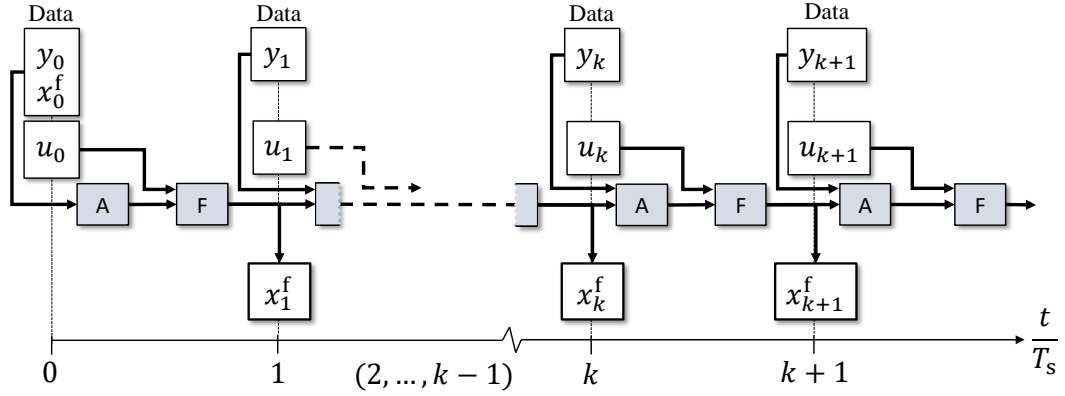 Data Data Data Data
y₀ y₁ yₖ yₖ₊₁
x₀ᶠ
u₀ u₁ uₖ uₖ₊₁
A F A F A F
x₁ᶠ xₖᶠ xₖ₊₁ᶠ
t/Tₛ
0 1 (2, ..., k − 1) k k + 1